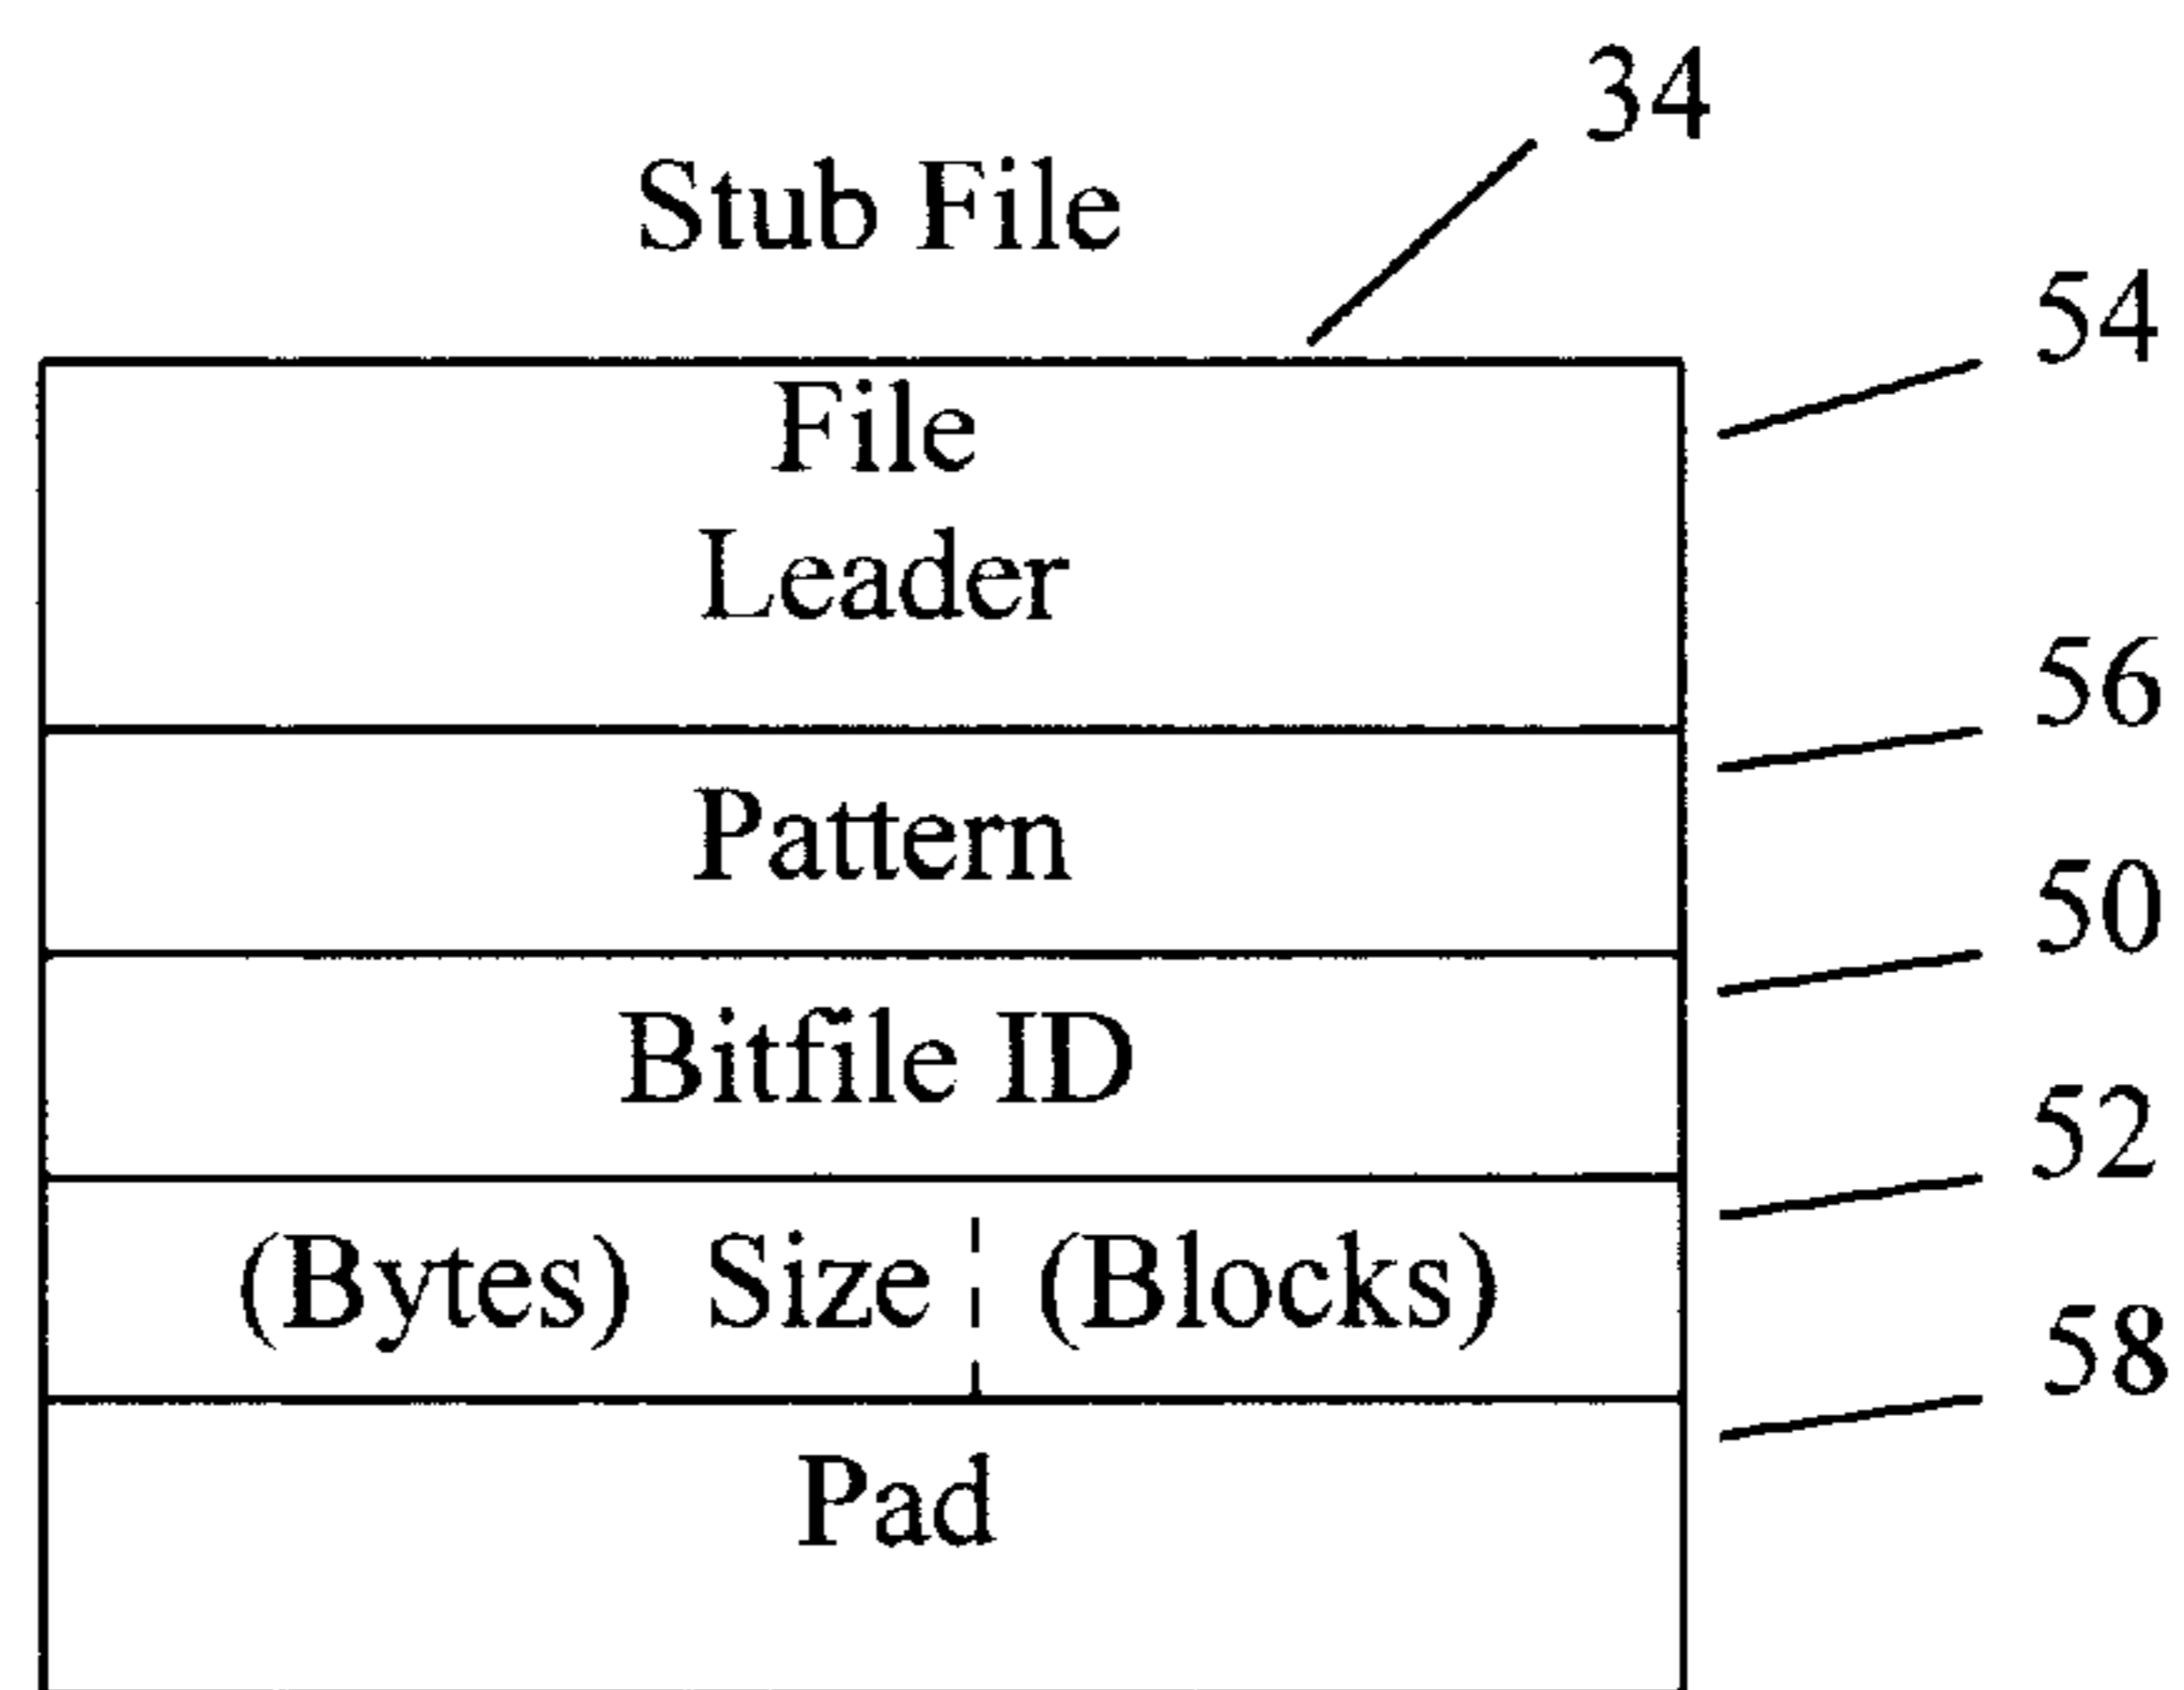 34
Stub File
54
File
Leader
56
Pattern
50
Bitfile ID
52
(Bytes) Size (Blocks)
58
Pad